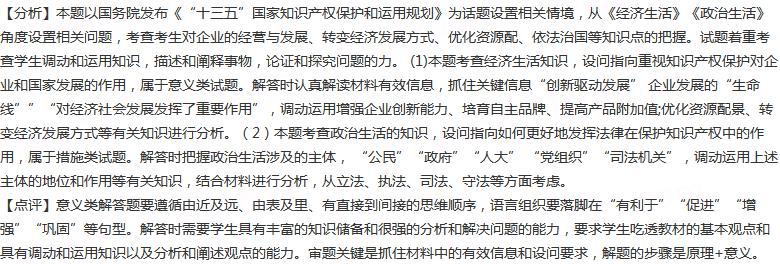 【分析】本题以国务院发布《“十三五”国家知识产权保护和运用规划》为话题设置相关情境，从《经济生活》《政治生活》
角度设置相关问题，考查考生对企业的经营与发展、转变经济发展方式、优化资源配、依法治国等知识点的把握。试题着重考
查学生调动和运用知识，描述和阐释事物，论证和探究问题的力。(1)本题考查经济生活知识，设问指向重视知识产权保护对企
业和国家发展的作用，属于意义类试题。解答时认真解读材料有效信息，抓住关键信息“创新驱动发展” 企业发展的“生命
线”” “对经济社会发展发挥了重要作用”，调动运用增强企业创新能力、培育自主品牌、提高产品附加值;优化资源配景、转
变经济发展方式等有关知识进行分析。（2）本题考查政治生活的知识，设问指向如何更好地发挥法律在保护知识产权中的作
用，属于措施类试题。解答时把握政治生活涉及的主体， “公民” “政府” “人大” “党组织” “司法机关”，调动运用上述
主体的地位和作用等有关知识，结合材料进行分析，从立法、执法、司法、守法等方面考虑。
【点评】意义类解答题要遵循由近及远、由表及里、有直接到间接的思维顺序，语言组织要落脚在“有利于” “促进” “增
强” “巩固”等句型。解答时需要学生具有丰富的知识储备和很强的分析和解决问题的能力，要求学生吃透教材的基本观点和
具有调动和运用知识以及分析和阐述观点的能力。审题关键是抓住材料中的有效信息和设问要求，解题的步骤是原理+意义。